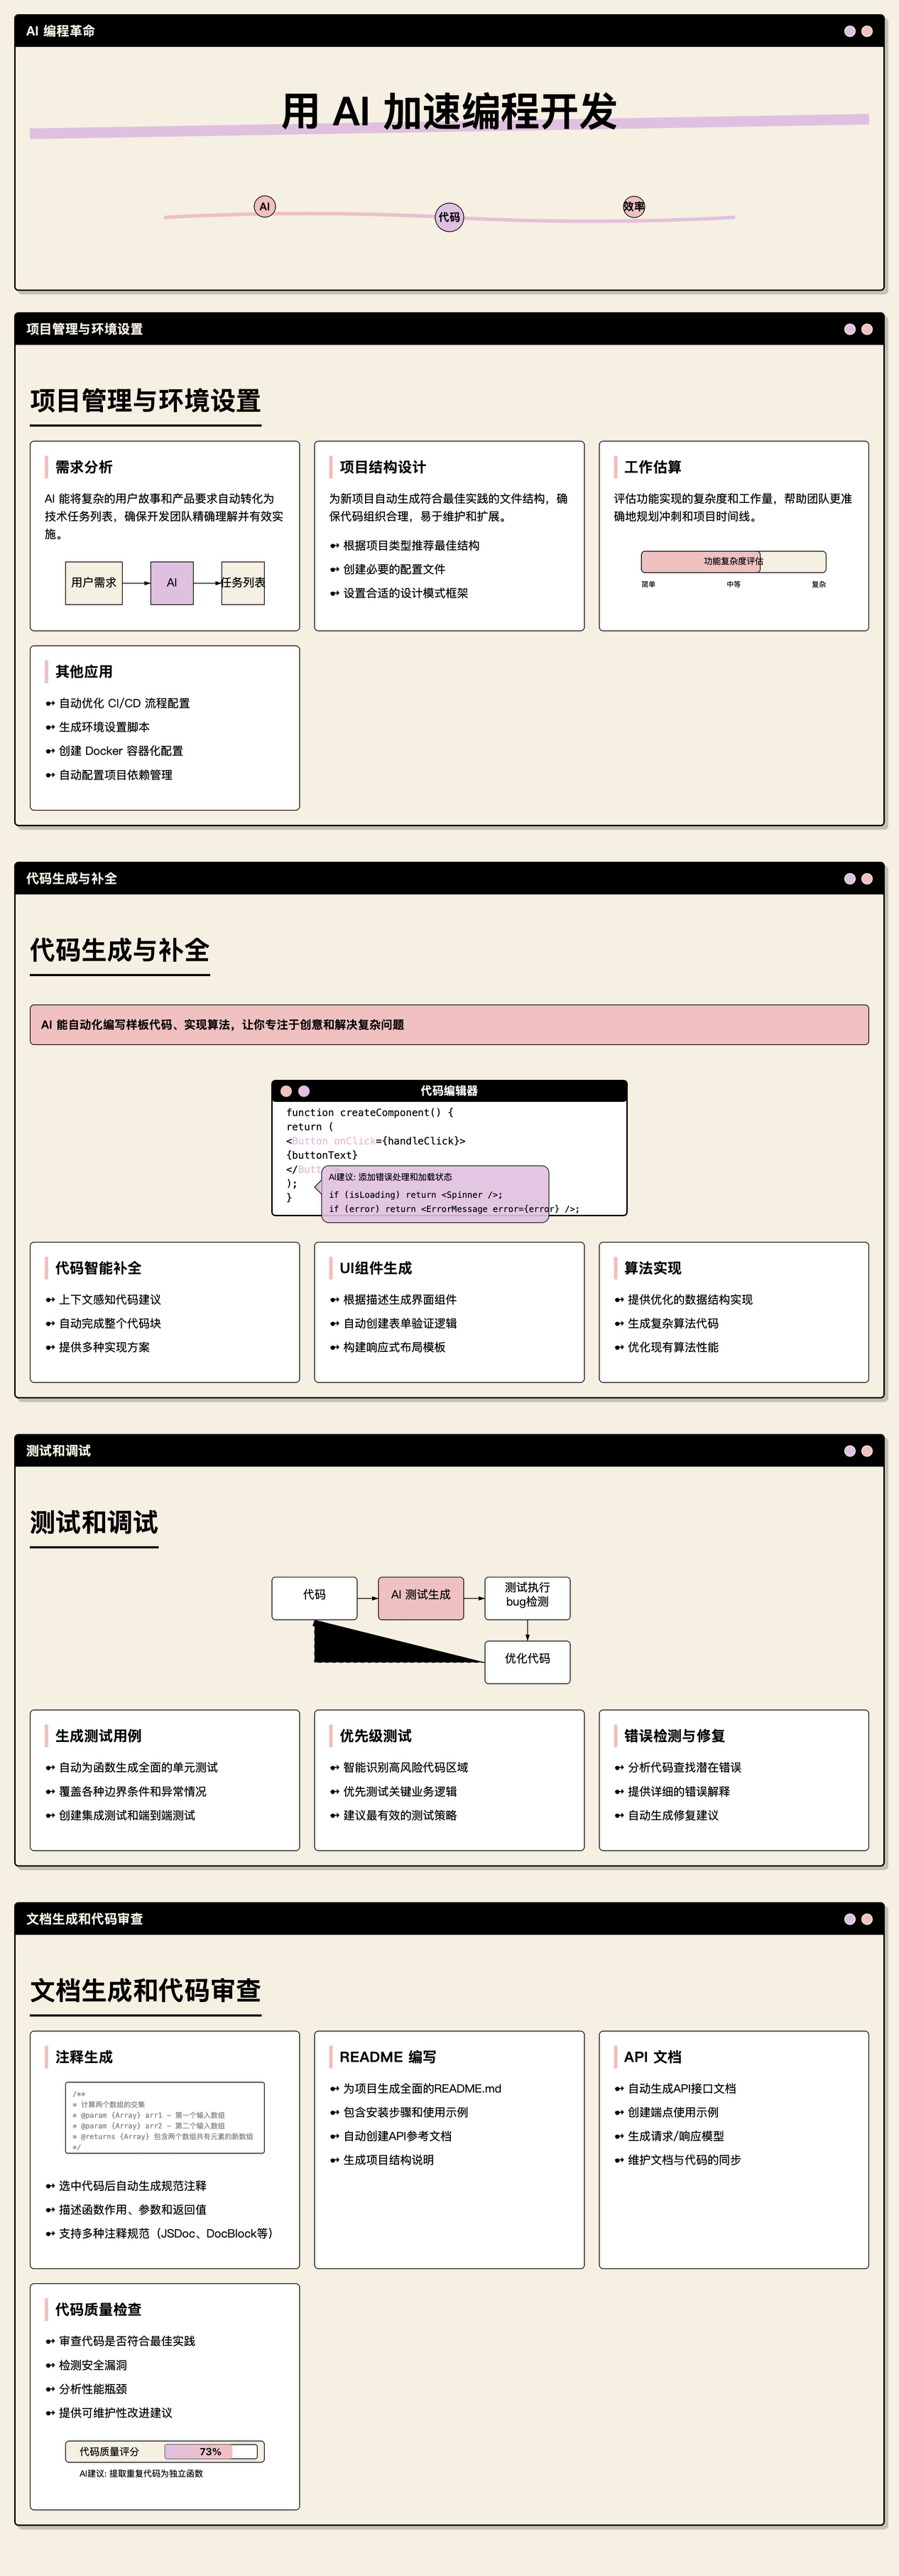 AI 编程革命
用 AI 加速编程开发
AI
代码
效率
项目管理与环境设置
项目管理与环境设置
需求分析
AI 能将复杂的用户故事和产品要求自动转化为
技术任务列表，确保开发团队精确理解并有效实
施。
用户需求
AI
任务列表
项目结构设计
为新项目自动生成符合最佳实践的文件结构，确
保代码组织合理，易于维护和扩展。
➻ 根据项目类型推荐最佳结构
➻ 创建必要的配置文件
➻ 设置合适的设计模式框架
工作估算
评估功能实现的复杂度和工作量，帮助团队更准
确地规划冲刺和项目时间线。
功能复杂度评估
简单
中等
复杂
其他应用
➻ 自动优化 CI/CD 流程配置
➻ 生成环境设置脚本
➻ 创建 Docker 容器化配置
➻ 自动配置项目依赖管理
代码生成与补全
代码生成与补全
AI 能自动化编写样板代码、实现算法，让你专注于创意和解决复杂问题
代码编辑器
function createComponent() {
return (
<Button onClick={handleClick}>
{buttonText}
</Button>
);
}
AI建议: 添加错误处理和加载状态
if (isLoading) return <Spinner />;
if (error) return <ErrorMessage error={error} />;
代码智能补全
➻ 上下文感知代码建议
➻ 自动完成整个代码块
➻ 提供多种实现方案
UI组件生成
➻ 根据描述生成界面组件
➻ 自动创建表单验证逻辑
➻ 构建响应式布局模板
算法实现
➻ 提供优化的数据结构实现
➻ 生成复杂算法代码
➻ 优化现有算法性能
测试和调试
测试和调试
代码
AI 测试生成
测试执行
bug检测
优化代码
生成测试用例
➻ 自动为函数生成全面的单元测试
➻ 覆盖各种边界条件和异常情况
➻ 创建集成测试和端到端测试
优先级测试
➻ 智能识别高风险代码区域
➻ 优先测试关键业务逻辑
➻ 建议最有效的测试策略
错误检测与修复
➻ 分析代码查找潜在错误
➻ 提供详细的错误解释
➻ 自动生成修复建议
文档生成和代码审查
文档生成和代码审查
注释生成
/**
* 计算两个数组的交集
* @param {Array} arr1 - 第一个输入数组
* @param {Array} arr2 - 第二个输入数组
* @returns {Array} 包含两个数组共有元素的新数组
*/
➻ 选中代码后自动生成规范注释
➻ 描述函数作用、参数和返回值
➻ 支持多种注释规范（JSDoc、DocBlock等）
README 编写
➻ 为项目生成全面的README.md
➻ 包含安装步骤和使用示例
➻ 自动创建API参考文档
➻ 生成项目结构说明
API 文档
➻ 自动生成API接口文档
➻ 创建端点使用示例
➻ 生成请求/响应模型
➻ 维护文档与代码的同步
代码质量检查
➻ 审查代码是否符合最佳实践
➻ 检测安全漏洞
➻ 分析性能瓶颈
➻ 提供可维护性改进建议
代码质量评分
73%
AI建议: 提取重复代码为独立函数